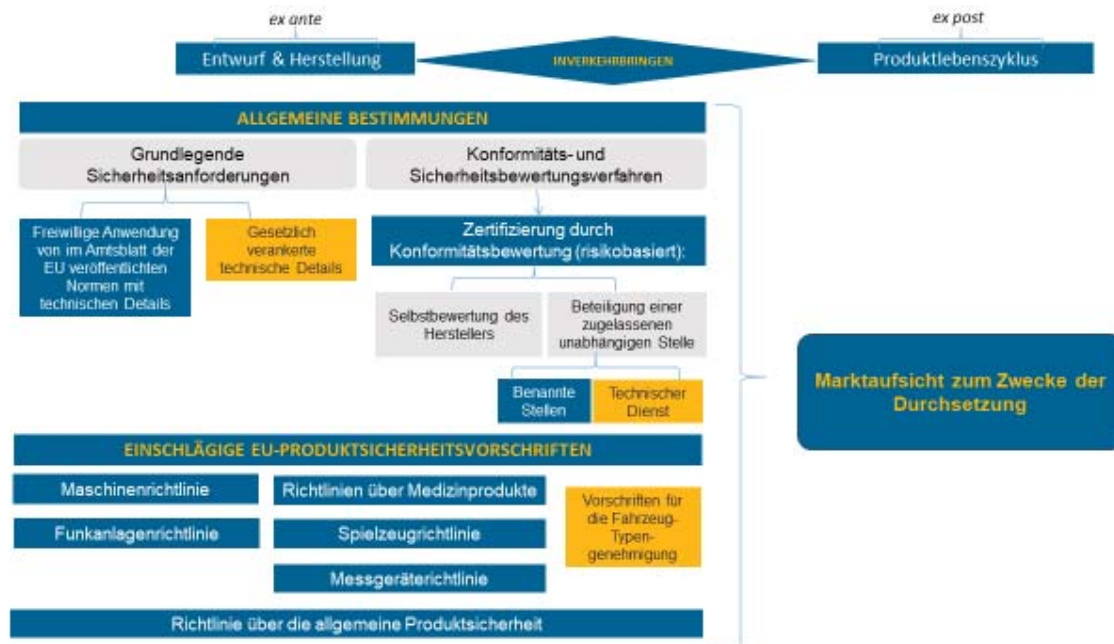 ex ante
ex post
Entwurf & Herstellung
INVERKEHRBRINGEN
Produktlebenszyklus
ALLGEMEINE BESTIMMUNGEN
Grundlegende
Sicherheitsanforderungen
Konformitäts- und
Sicherheitsbewertungsverfahren
Freiwillige Anwendung
von im Amtsblatt der
EU veröffentlichten
Normen mit
technischen Details
Gesetzlich
verankerte
technische Details
Zertifizierung durch
Konformitätsbewertung (risikobasiert):
Selbstbewertung des
Herstellers
Beteiligung einer
zugelassenen
unabhängigen Stelle
Benannte
Stellen
Technischer
Dienst
Marktaufsicht zum Zwecke der
Durchsetzung
EINSCHLÄGIGE EU-PRODUKTSICHERHEITSVORSCHRIFTEN
Maschinenrichtlinie
Richtlinien über Medizinprodukte
Vorschriften für
die Fahrzeug-
Typen-
genehmigung
Funkanlagenrichtlinie
Spielzeugrichtlinie
Messgeräterichtlinie
Richtlinie über die allgemeine Produktsicherheit